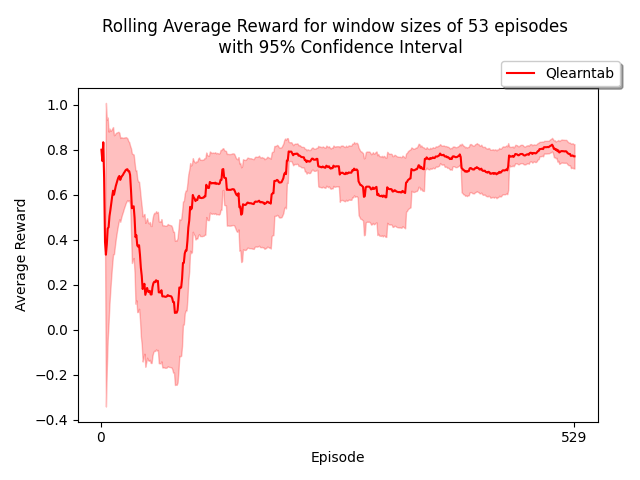 Rolling Average Reward for window sizes of 53 episodes
with 95% Confidence Interval
Qlearntab
1.0
0.8
0.6
0.4
0.2
0.0
−0.2
−0.4
Average Reward
0
529
Episode